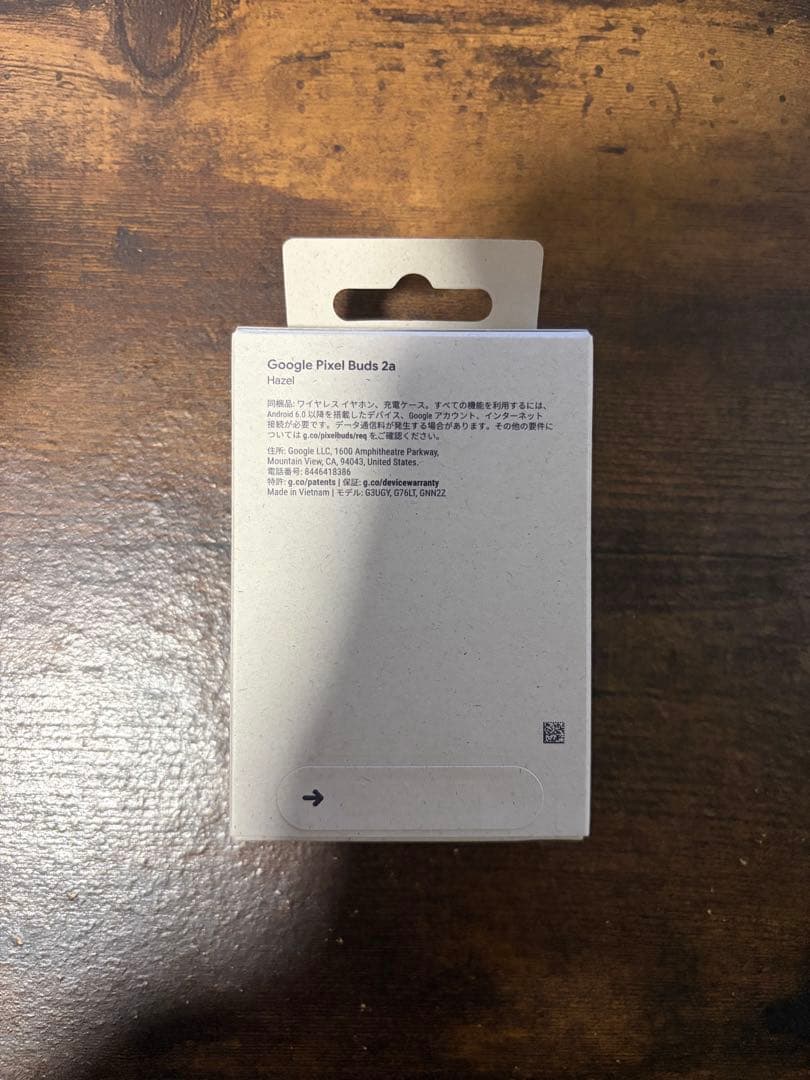 Google Pixel Buds 2a
Hazel
同梱品: ワイヤレス イヤホン、充電ケース。すべての機能を利用するには、
Android 6.0 以降を搭載したデバイス、Google アカウント、インターネット
接続が必要です。データ通信料が発生する場合があります。その他の要件に
ついては g.co/pixelbuds/req をご確認ください。
住所: Google LLC, 1600 Amphitheatre Parkway,
Mountain View, CA, 94043, United States.
電話番号: 8446418386
特許: g.co/patents | 保証: g.co/devicewarranty
Made in Vietnam | モデル: G3UGY, G76LT, GNN2Z